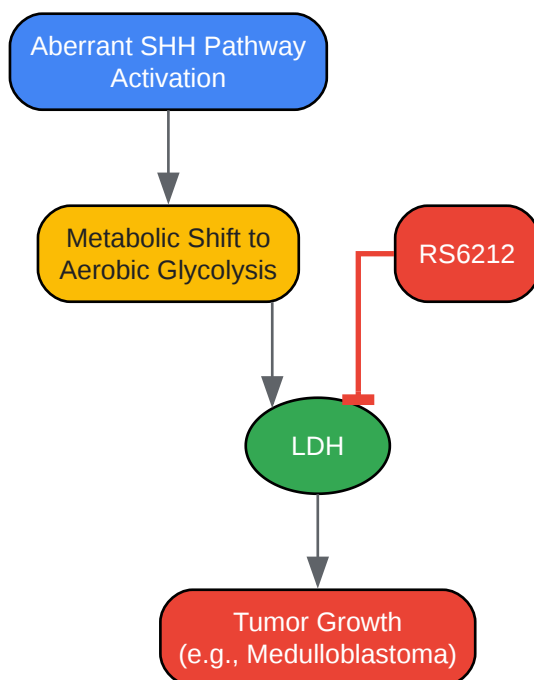 Aberrant SHH Pathway
Activation
Metabolic Shift to
Aerobic Glycolysis
RS6212
LDH
Tumor Growth
(e.g., Medulloblastoma)